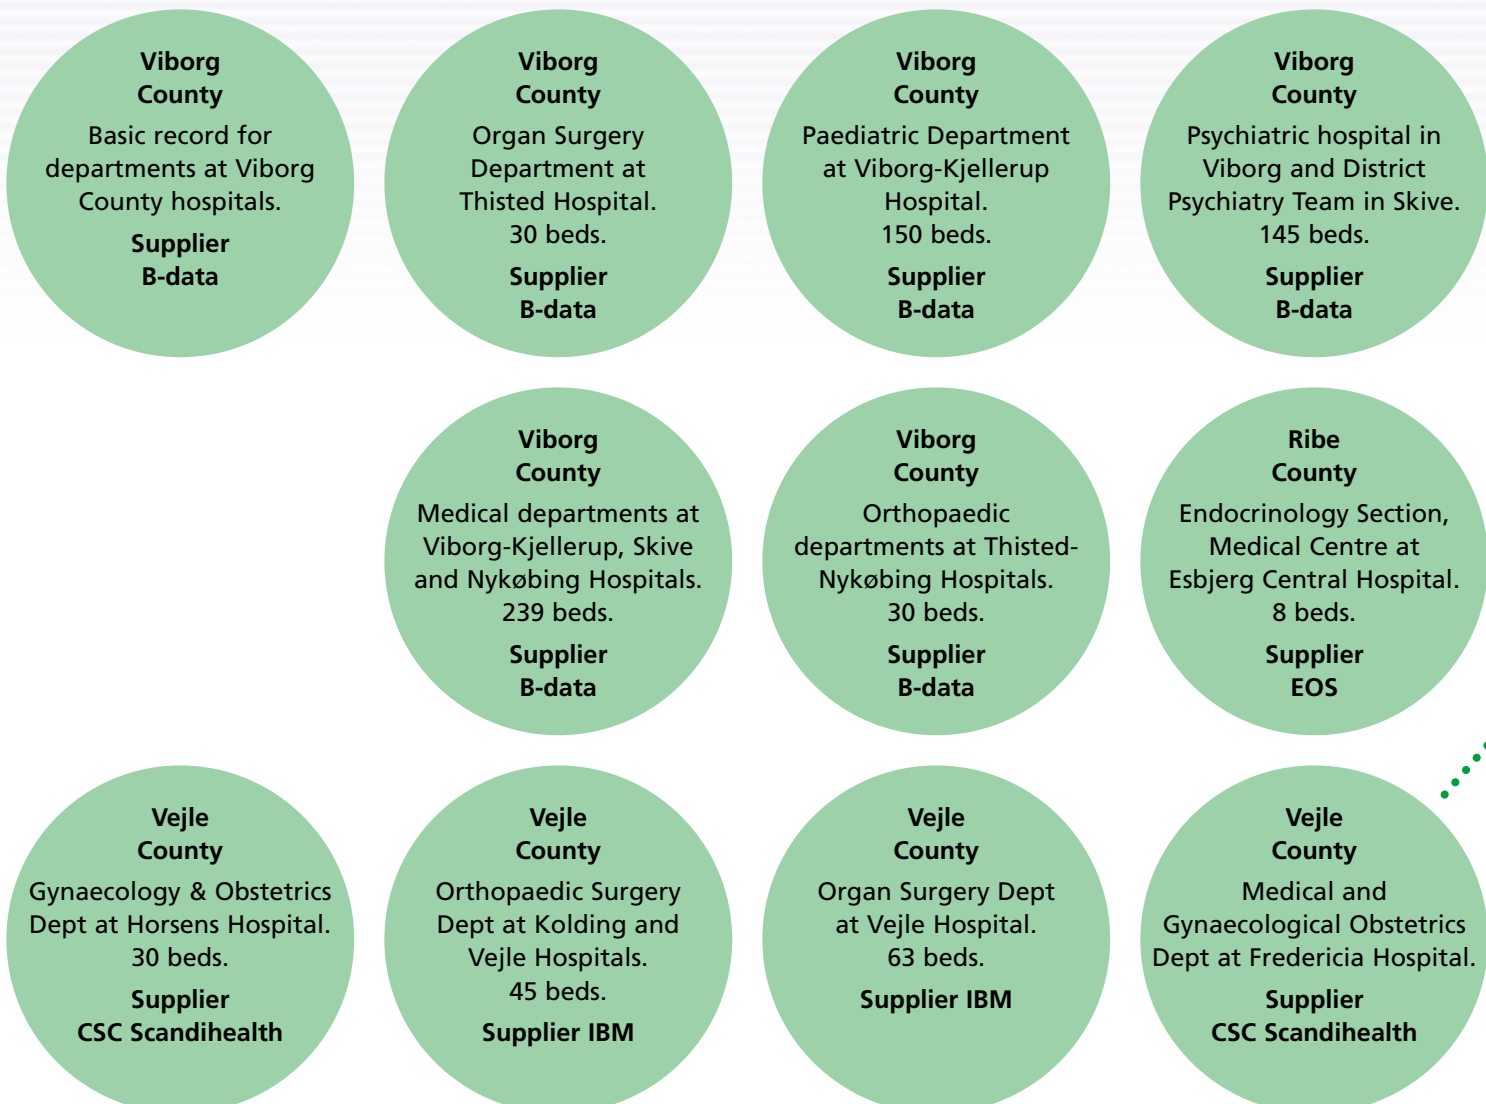 Viborg
County
Basic record for
departments at Viborg
County hospitals.
Supplier
B-data
Viborg
County
Organ Surgery
Department at
Thisted Hospital.
30 beds.
Supplier
B-data
Viborg
County
Paediatric Department
at Viborg-Kjellerup
Hospital.
150 beds.
Supplier
B-data
Viborg
County
Psychiatric hospital in
Viborg and District
Psychiatry Team in Skive.
145 beds.
Supplier
B-data
Viborg
County
Medical departments at
Viborg-Kjellerup, Skive
and Nykøbing Hospitals.
239 beds.
Supplier
B-data
Viborg
County
Orthopaedic
departments at Thisted-
Nykøbing Hospitals.
30 beds.
Supplier
B-data
Ribe
County
Endocrinology Section,
Medical Centre at
Esbjerg Central Hospital.
8 beds.
Supplier
EOS
Vejle
County
Gynaecology & Obstetrics
Dept at Horsens Hospital.
30 beds.
Supplier
CSC Scandihealth
Vejle
County
Orthopaedic Surgery
Dept at Kolding and
Vejle Hospitals.
45 beds.
Supplier IBM
Vejle
County
Organ Surgery Dept
at Vejle Hospital.
63 beds.
Supplier IBM
Vejle
County
Medical and
Gynaecological Obstetrics
Dept at Fredericia Hospital.
Supplier
CSC Scandihealth